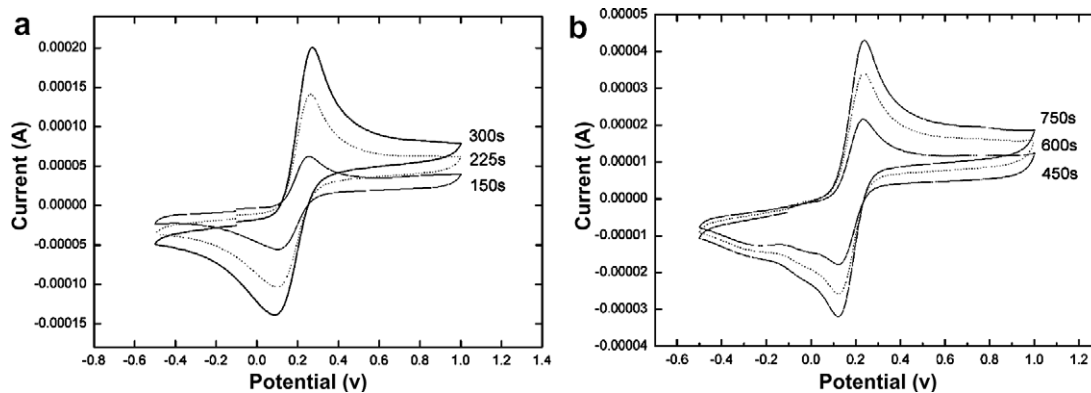 a
0.00020
0.00015
0.00010
0.00005
0.00000
-0.00005
-0.00010
-0.00015
Current (A)
300s
225s
150s
-0.8 -0.6 -0.4 -0.2 0.0 0.2 0.4 0.6 0.8 1.0 1.2 1.4
Potential (v)
b
0.00005
0.00004
0.00003
0.00002
0.00001
0.00000
-0.00001
-0.00002
-0.00003
-0.00004
Current (A)
750s
600s
450s
-0.6 -0.4 -0.2 0.0 0.2 0.4 0.6 0.8 1.0 1.2
Potential (v)